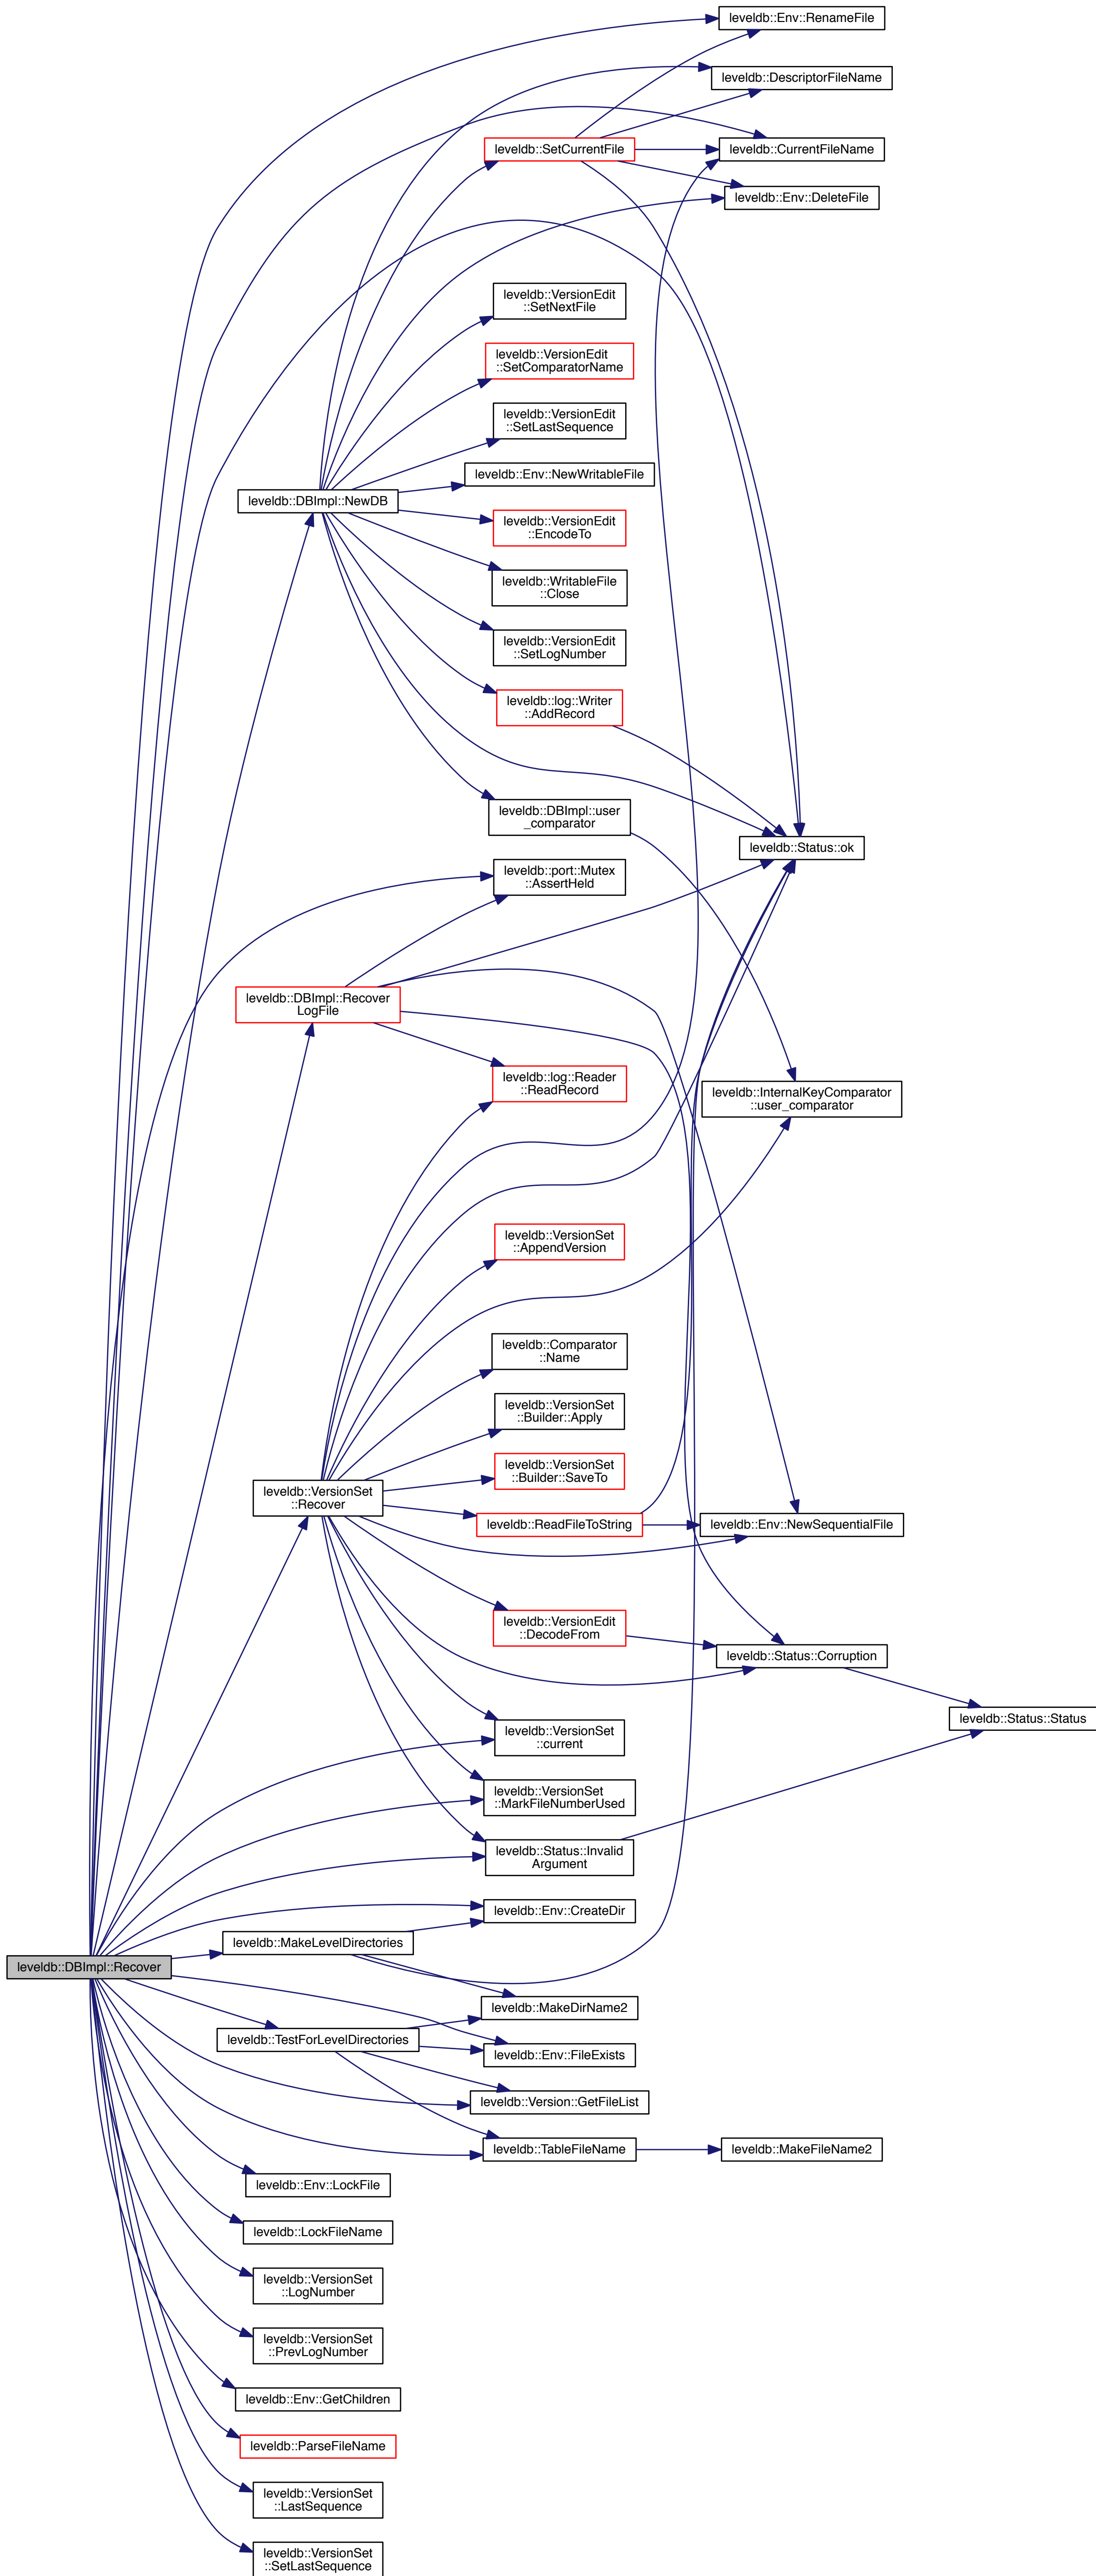 leveldb::Env::RenameFile
leveldb::DescriptorFileName
leveldb::SetCurrentFile
leveldb::CurrentFileName
leveldb::Env::DeleteFile
leveldb::VersionEdit
::SetNextFile
leveldb::VersionEdit
::SetComparatorName
leveldb::VersionEdit
::SetLastSequence
leveldb::Env::NewWritableFile
leveldb::DBImpl::NewDB
leveldb::VersionEdit
::EncodeTo
leveldb::WritableFile
::Close
leveldb::VersionEdit
::SetLogNumber
leveldb::log::Writer
::AddRecord
leveldb::DBImpl::user
_comparator
leveldb::Status::ok
leveldb::port::Mutex
::AssertHeld
leveldb::DBImpl::Recover
LogFile
leveldb::log::Reader
::ReadRecord
leveldb::InternalKeyComparator
::user_comparator
leveldb::VersionSet
::AppendVersion
leveldb::Comparator
::Name
leveldb::VersionSet
::Builder::Apply
leveldb::VersionSet
::Builder::SaveTo
leveldb::VersionSet
::Recover
leveldb::ReadFileToString
leveldb::Env::NewSequentialFile
leveldb::VersionEdit
::DecodeFrom
leveldb::Status::Corruption
leveldb::Status::Status
leveldb::VersionSet
::current
leveldb::VersionSet
::MarkFileNumberUsed
leveldb::Status::Invalid
Argument
leveldb::Env::CreateDir
leveldb::MakeLevelDirectories
leveldb::DBImpl::Recover
leveldb::MakeDirName2
leveldb::TestForLevelDirectories
leveldb::Env::FileExists
leveldb::Version::GetFileList
leveldb::TableFileName
leveldb::MakeFileName2
leveldb::Env::LockFile
leveldb::LockFileName
leveldb::VersionSet
::LogNumber
leveldb::VersionSet
::PrevLogNumber
leveldb::Env::GetChildren
leveldb::ParseFileName
leveldb::VersionSet
::LastSequence
leveldb::VersionSet
::SetLastSequence